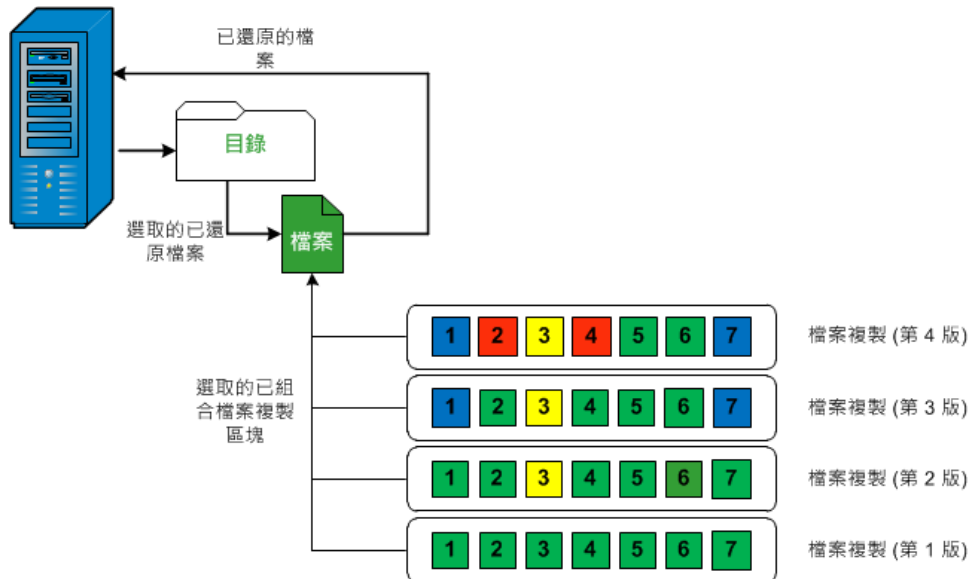 已還原的檔
案
目錄
選取的已還
原檔案
檔案
1 2 3 4 5 6 7
檔案複製 (第 4 版)
選取的已組
合檔案複製
區塊
1 2 3 4 5 6 7
檔案複製 (第 3 版)
1 2 3 4 5 6 7
檔案複製 (第 2 版)
1 2 3 4 5 6 7
檔案複製 (第 1 版)